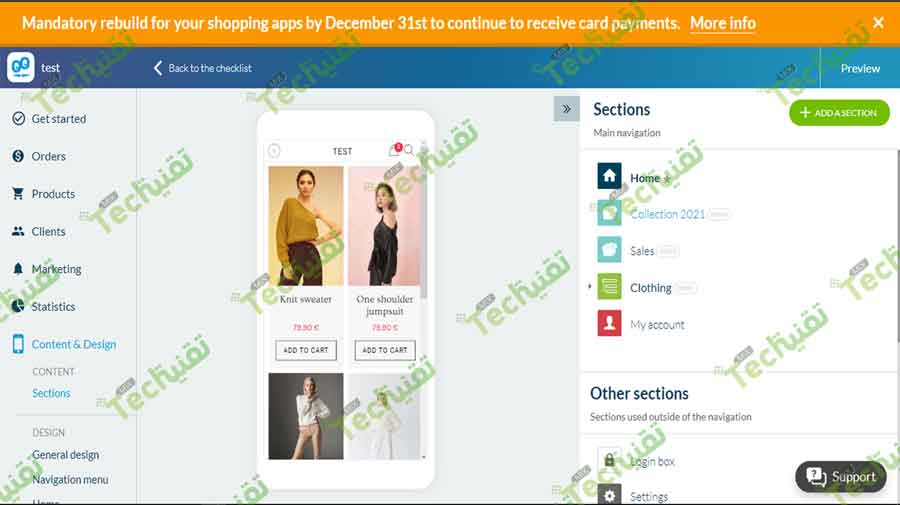 Mandatory rebuild for your shopping apps by December 31st to continue to receive card payments. More info ×
test
Back to the checklist
Preview
Get started
Orders
Products
Clients
Marketing
Statistics
Content & Design
CONTENT
Sections
DESIGN
General design
Navigation menu
Home
TEST
Knit sweater
79.90 €
ADD TO CART
One shoulder
jumpsuit
79.90 €
ADD TO CART
»
Sections
+ ADD A SECTION
Main navigation
Home
Collection 2021
Sales
Clothing
My account
Other sections
Sections used outside of the navigation
Login box
Settings
Support
تقنية Tech MISC